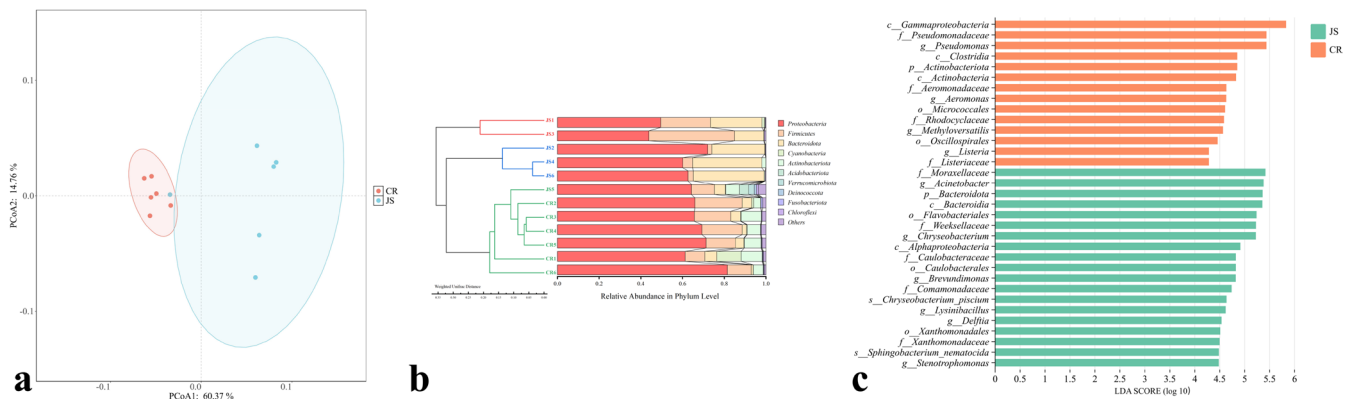 a
0.1
0.0
-0.1
PCoA2: 14.76 %
-0.1
0.0
0.1
PCoA1: 60.37 %
CR
JS
b
JS1
JS3
JS2
JS4
JS6
JS5
CR2
CR3
CR4
CR5
CR1
CR6
Weighted Unifrac Distance
0.0
0.2
0.4
0.6
0.8
1.0
Relative Abundance in Phylum Level
Proteobacteria
Firmicutes
Bacteroidota
Cyanobacteria
Actinobacteriota
Acidobacteriota
Verrucomicrobiota
Deinococcota
Fusobacteriota
Chloroflexi
Others
c
c__Gammaproteobacteria
f__Pseudomonadaceae
g__Pseudomonas
c__Clostridia
p__Actinobacteriota
c__Actinobacteria
f__Aeromonadaceae
g__Aeromonas
o__Micrococcales
f__Rhodocyclaceae
g__Methyloversatilis
o__Oscillospirales
g__Listeria
f__Listeriaceae
f__Moraxellaceae
g__Acinetobacter
p__Bacteroidota
c__Bacteroidia
o__Flavobacteriales
f__Weeksellaceae
g__Chryseobacterium
c__Alphaproteobacteria
f__Caulobacteraceae
o__Caulobacterales
g__Brevundimonas
f__Comamonadaceae
s__Chryseobacterium_piscium
g__Lysinibacillus
g__Delftia
o__Xanthomonadales
f__Xanthomonadaceae
s__Sphingobacterium_nematocida
g__Stenotrophomonas
0
0.5
1
1.5
2
2.5
3
3.5
4
4.5
5
5.5
6
LDA SCORE (log 10)
JS
CR